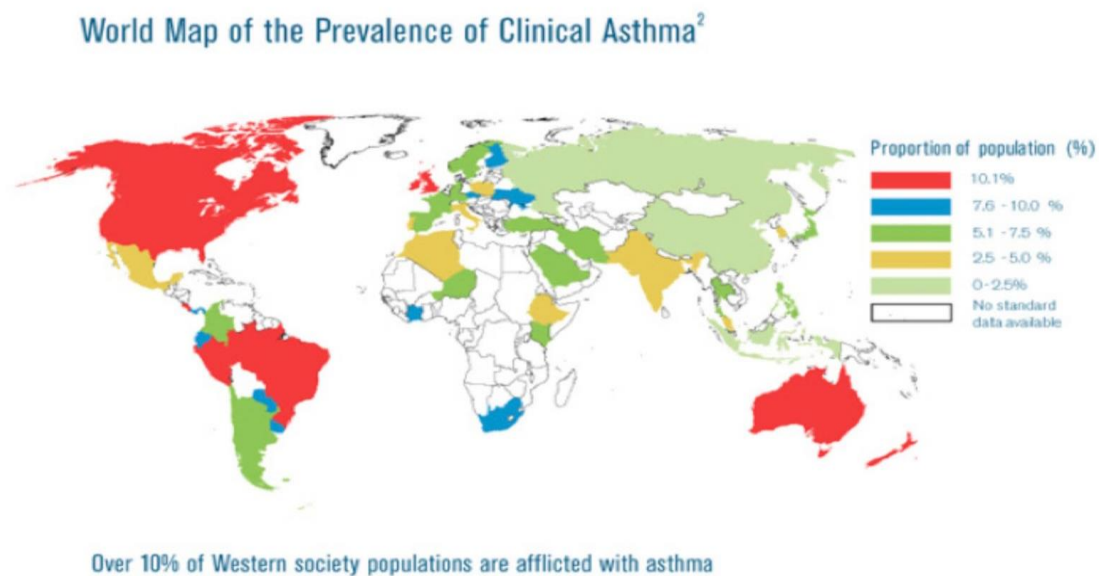 World Map of the Prevalence of Clinical Asthma²
Proportion of population (%)
10.1%
7.6 - 10.0 %
5.1 - 7.5 %
2.5 - 5.0 %
0 - 2.5%
No standard
data available
Over 10% of Western society populations are afflicted with asthma